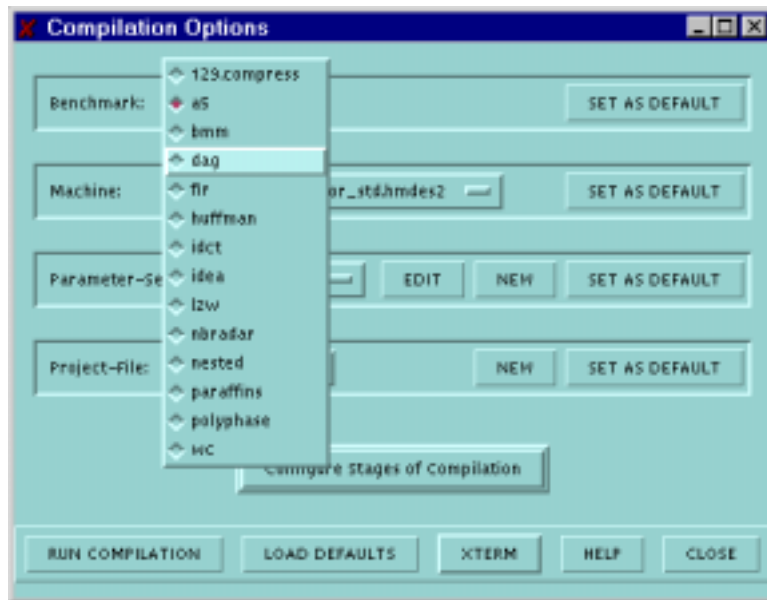 Compilation Options
129.compress
Benchmark: a5 SET AS DEFAULT
bmm
dag
Machine: fir or_std.hmdes2 SET AS DEFAULT
huffman
idct
Parameter-Se idea EDIT NEW SET AS DEFAULT
lzw
nbradar
Project-File: nested NEW SET AS DEFAULT
paraffins
polyphase
wc
Configure Stages of Compilation
RUN COMPILATION LOAD DEFAULTS XTERM HELP CLOSE